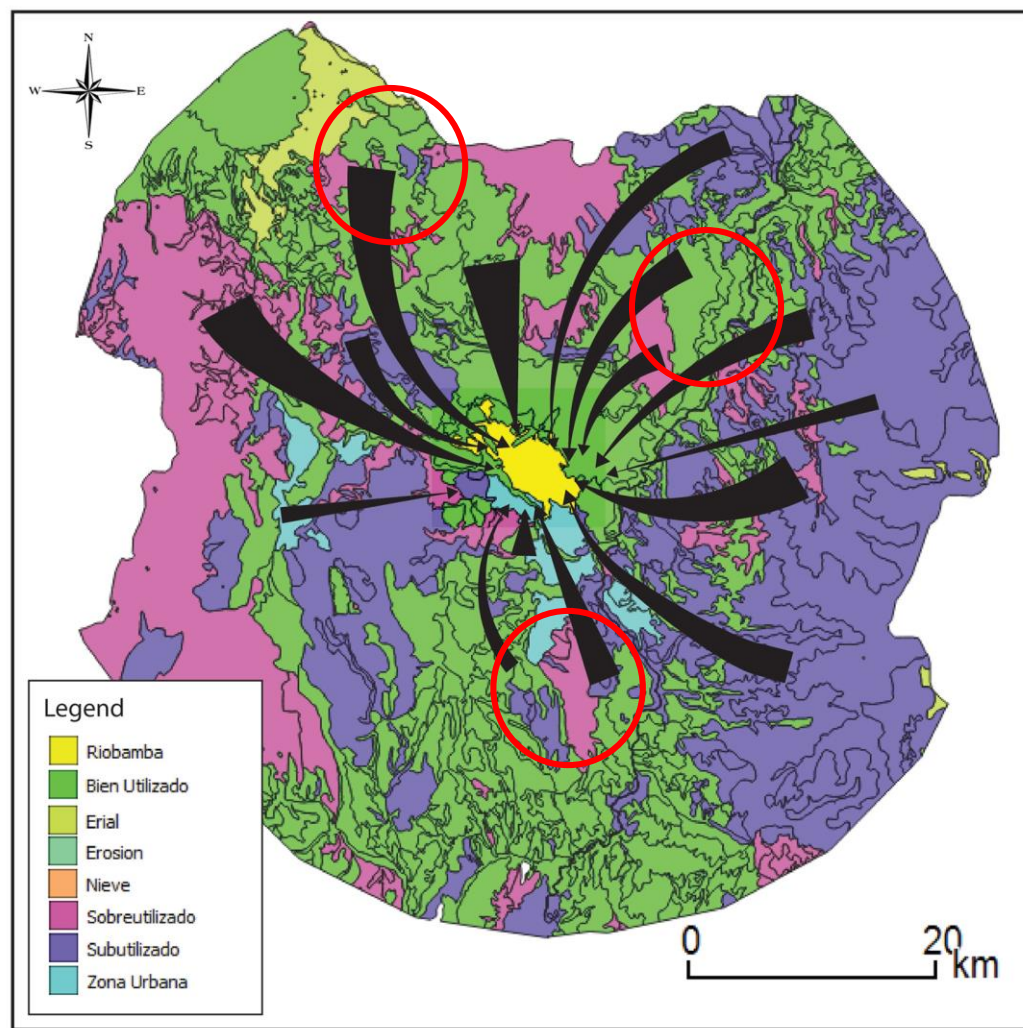 N
W
E
S
Legend
Riobamba
Bien Utilizado
Erial
Erosion
Nieve
Sobreutilizado
Subutilizado
Zona Urbana
0
20
km